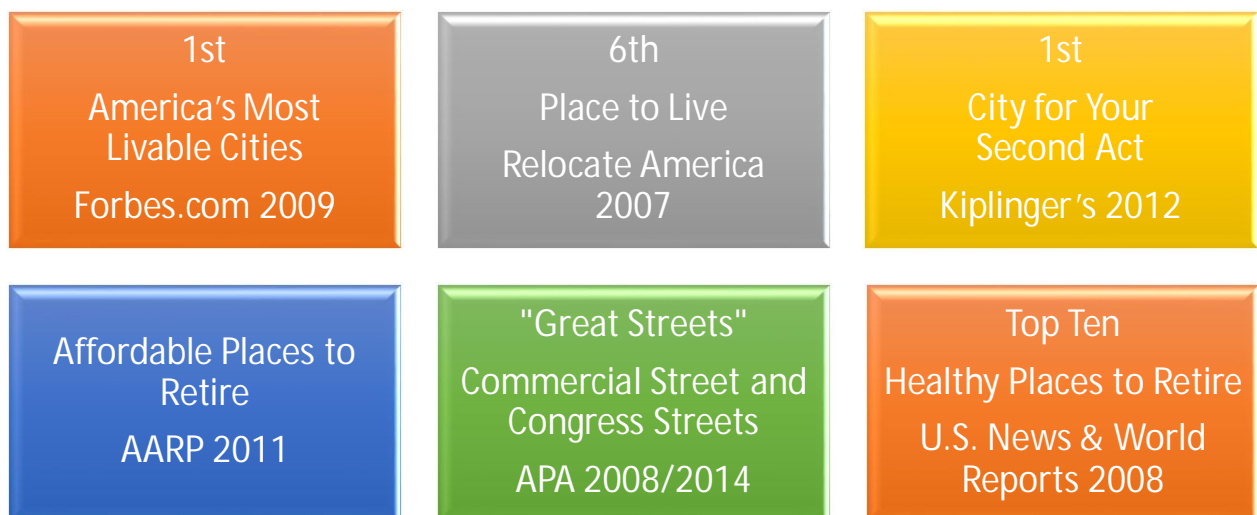 1st
America's Most
Livable Cities
Forbes.com 2009
6th
Place to Live
Relocate America
2007
1st
City for Your
Second Act
Kiplinger's 2012
Affordable Places to
Retire
AARP 2011
"Great Streets"
Commercial Street and
Congress Streets
APA 2008/2014
Top Ten
Healthy Places to Retire
U.S. News & World
Reports 2008